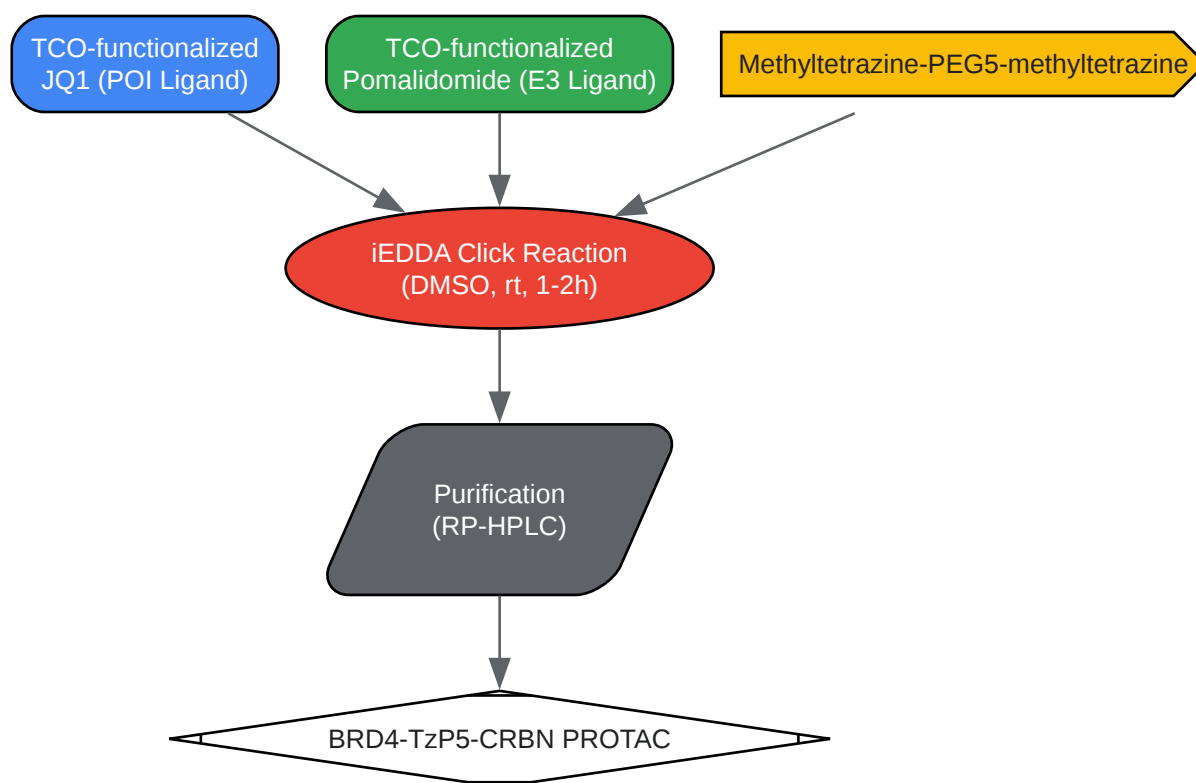 TCO-functionalized
JQ1 (POI Ligand)
TCO-functionalized
Pomalidomide (E3 Ligand)
Methyltetrazine-PEG5-methyltetrazine
iEDDA Click Reaction
(DMSO, rt, 1-2h)
Purification
(RP-HPLC)
BRD4-TzP5-CRBN PROTAC